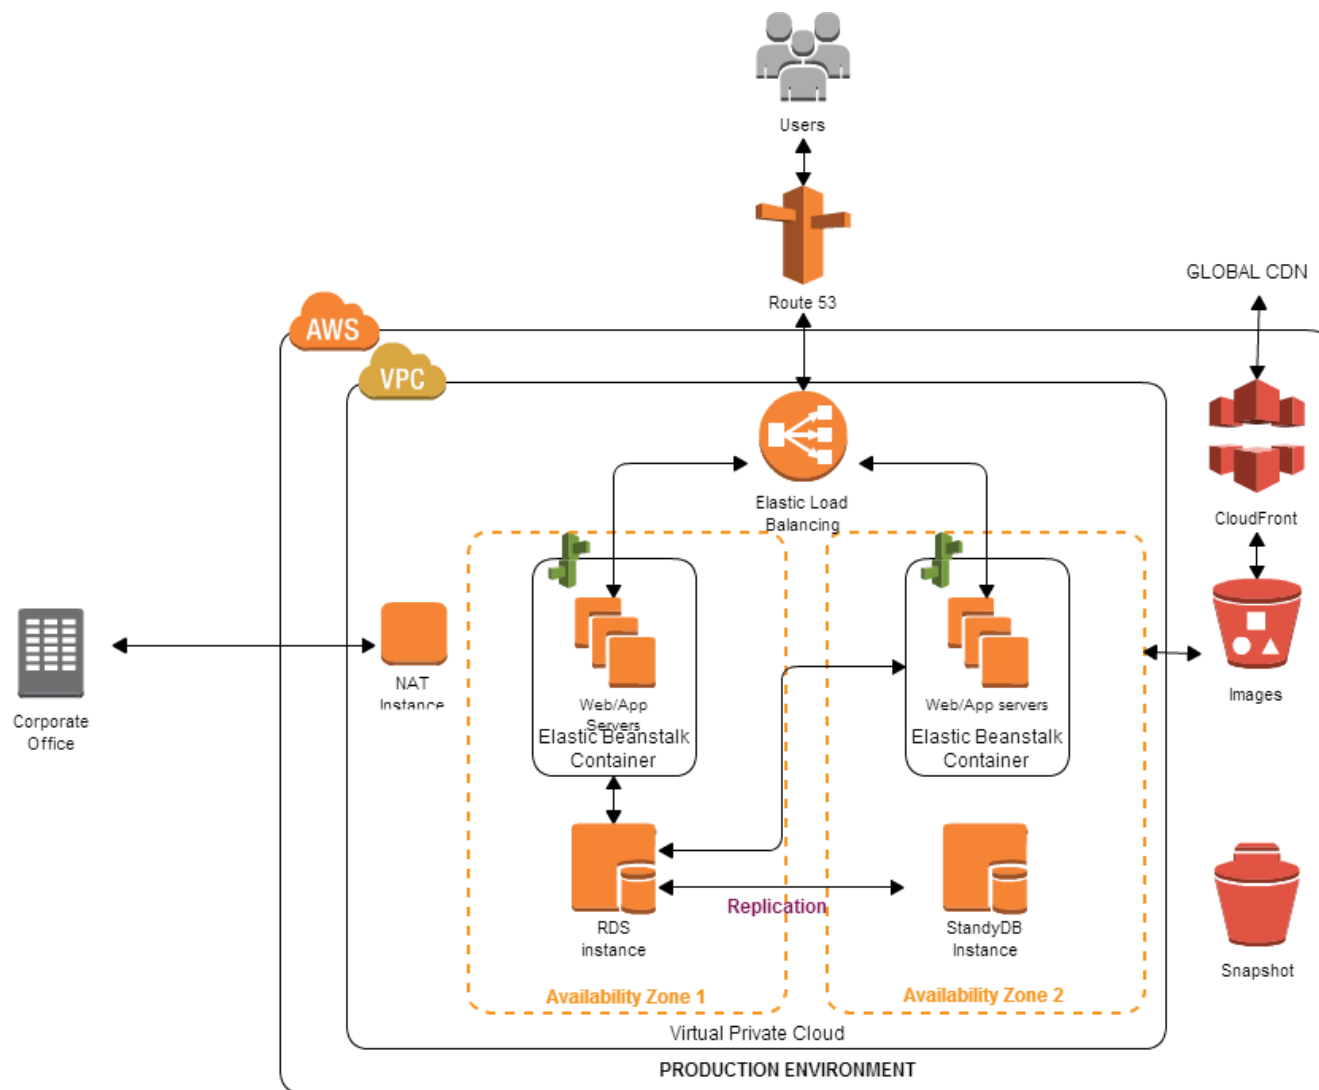 Users
Route 53
GLOBAL CDN
AWS
VPC
Elastic Load
Balancing
CloudFront
NAT
Instance
Web/App
Servers
Elastic Beanstalk
Container
Web/App servers
Elastic Beanstalk
Container
Images
Corporate
Office
Replication
RDS
instance
StandyDB
Instance
Snapshot
Availability Zone 1
Availability Zone 2
Virtual Private Cloud
PRODUCTION ENVIRONMENT